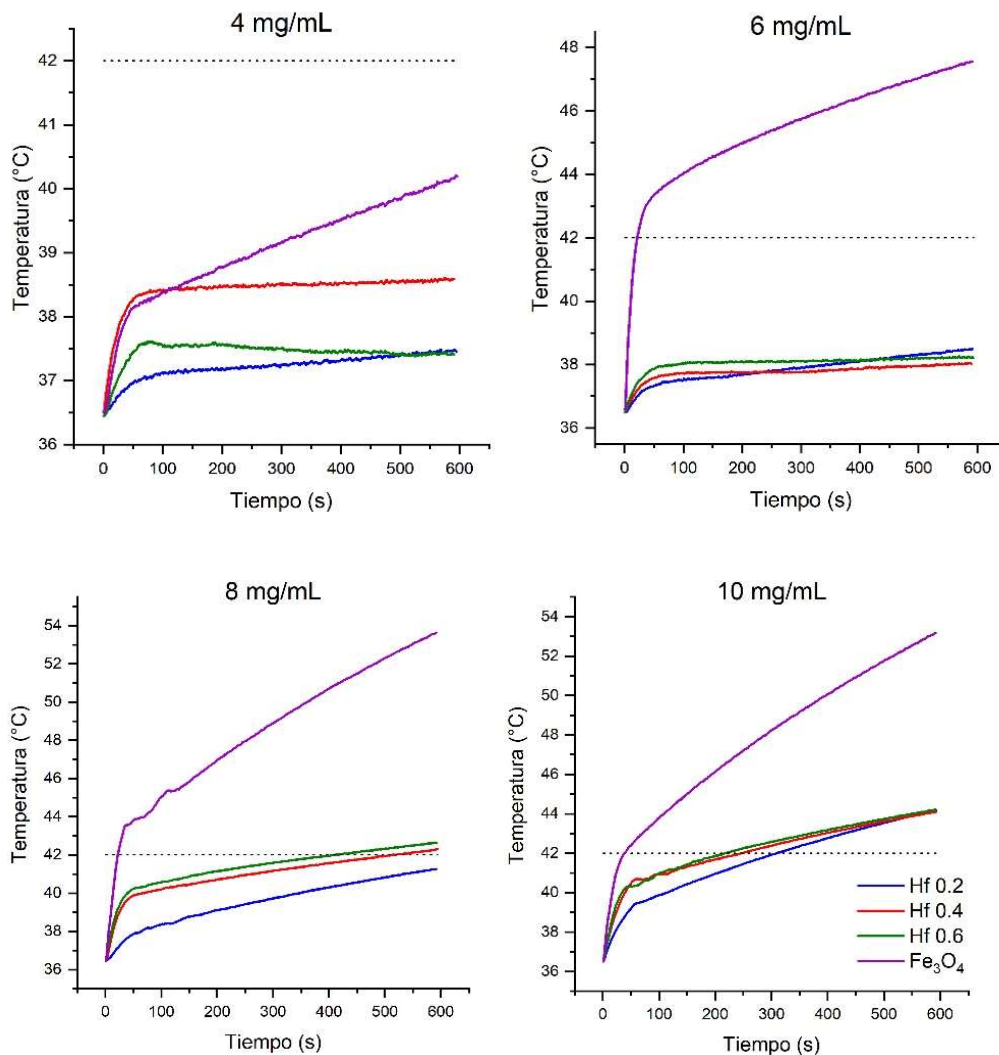 4 mg/mL
42
41
40
39
38
37
36
Temperatura (°C)
0 100 200 300 400 500 600
Tiempo (s)
6 mg/mL
48
46
44
42
40
38
36
Temperatura (°C)
0 100 200 300 400 500 600
Tiempo (s)
8 mg/mL
54
52
50
48
46
44
42
40
38
36
Temperatura (°C)
0 100 200 300 400 500 600
Tiempo (s)
10 mg/mL
54
52
50
48
46
44
42
40
38
36
Temperatura (°C)
0 100 200 300 400 500 600
Tiempo (s)
Hf 0.2
Hf 0.4
Hf 0.6
Fe₃O₄